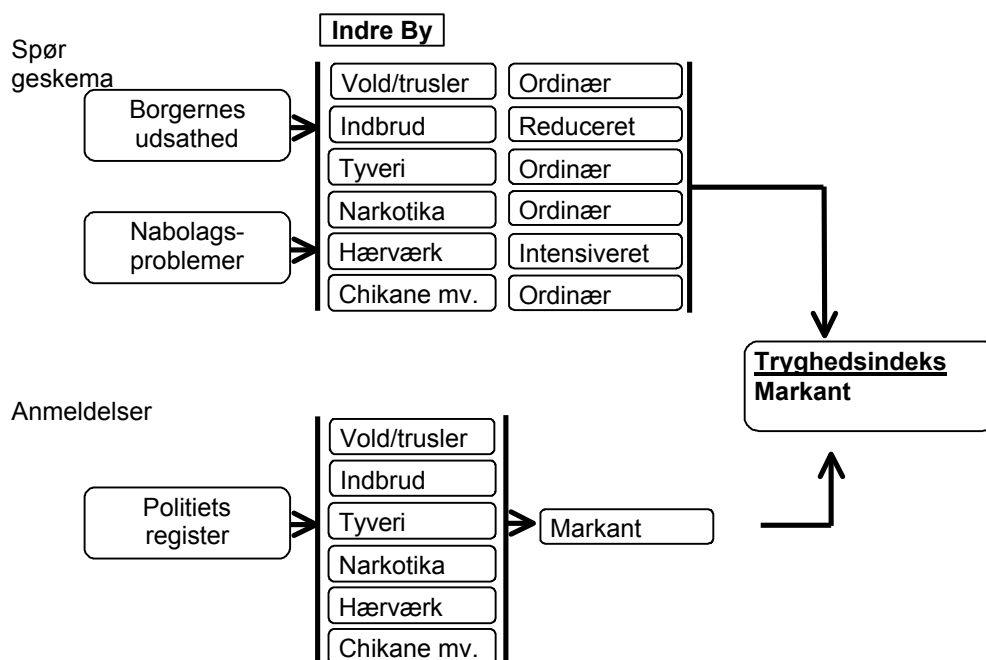 Indre By
Spør
geskema
Borgernes
udsathed
Nabolags-
problemer
Vold/trusler Ordinær
Indbrud Reduceret
Tyveri Ordinær
Narkotika Ordinær
Hærværk Intensiveret
Chikane mv. Ordinær
Tryghedsindeks
Markant
Anmeldelser
Politiets
register
Vold/trusler
Indbrud
Tyveri
Narkotika
Hærværk
Chikane mv.
Markant